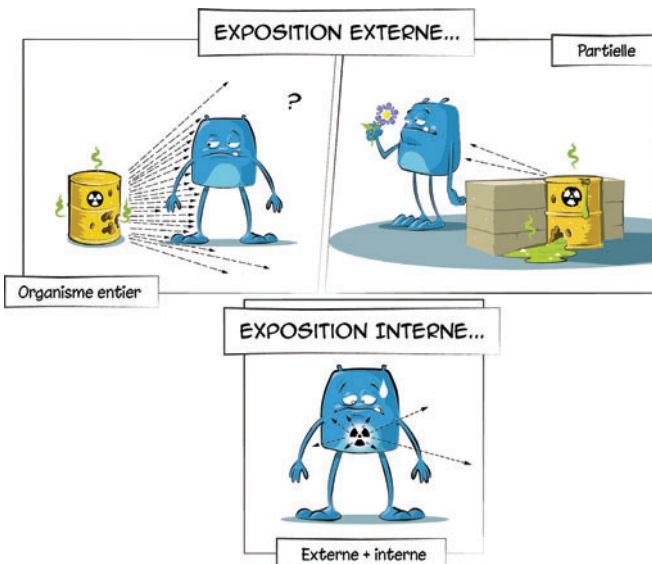 EXPOSITION EXTERNE...
Partielle
?
Organisme entier
EXPOSITION INTERNE...
Externe + interne